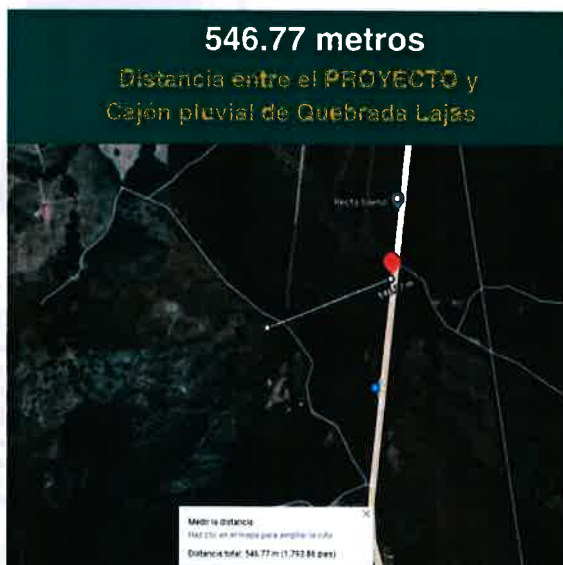 546.77 metros
Distancia entre el PROYECTO y
Cajón pluvial de Quebrada Lajas
Medir la distancia
Haz clic en el mapa para ampliar la ruta
Distancia total: 546.77 m (1,793.86 pies)